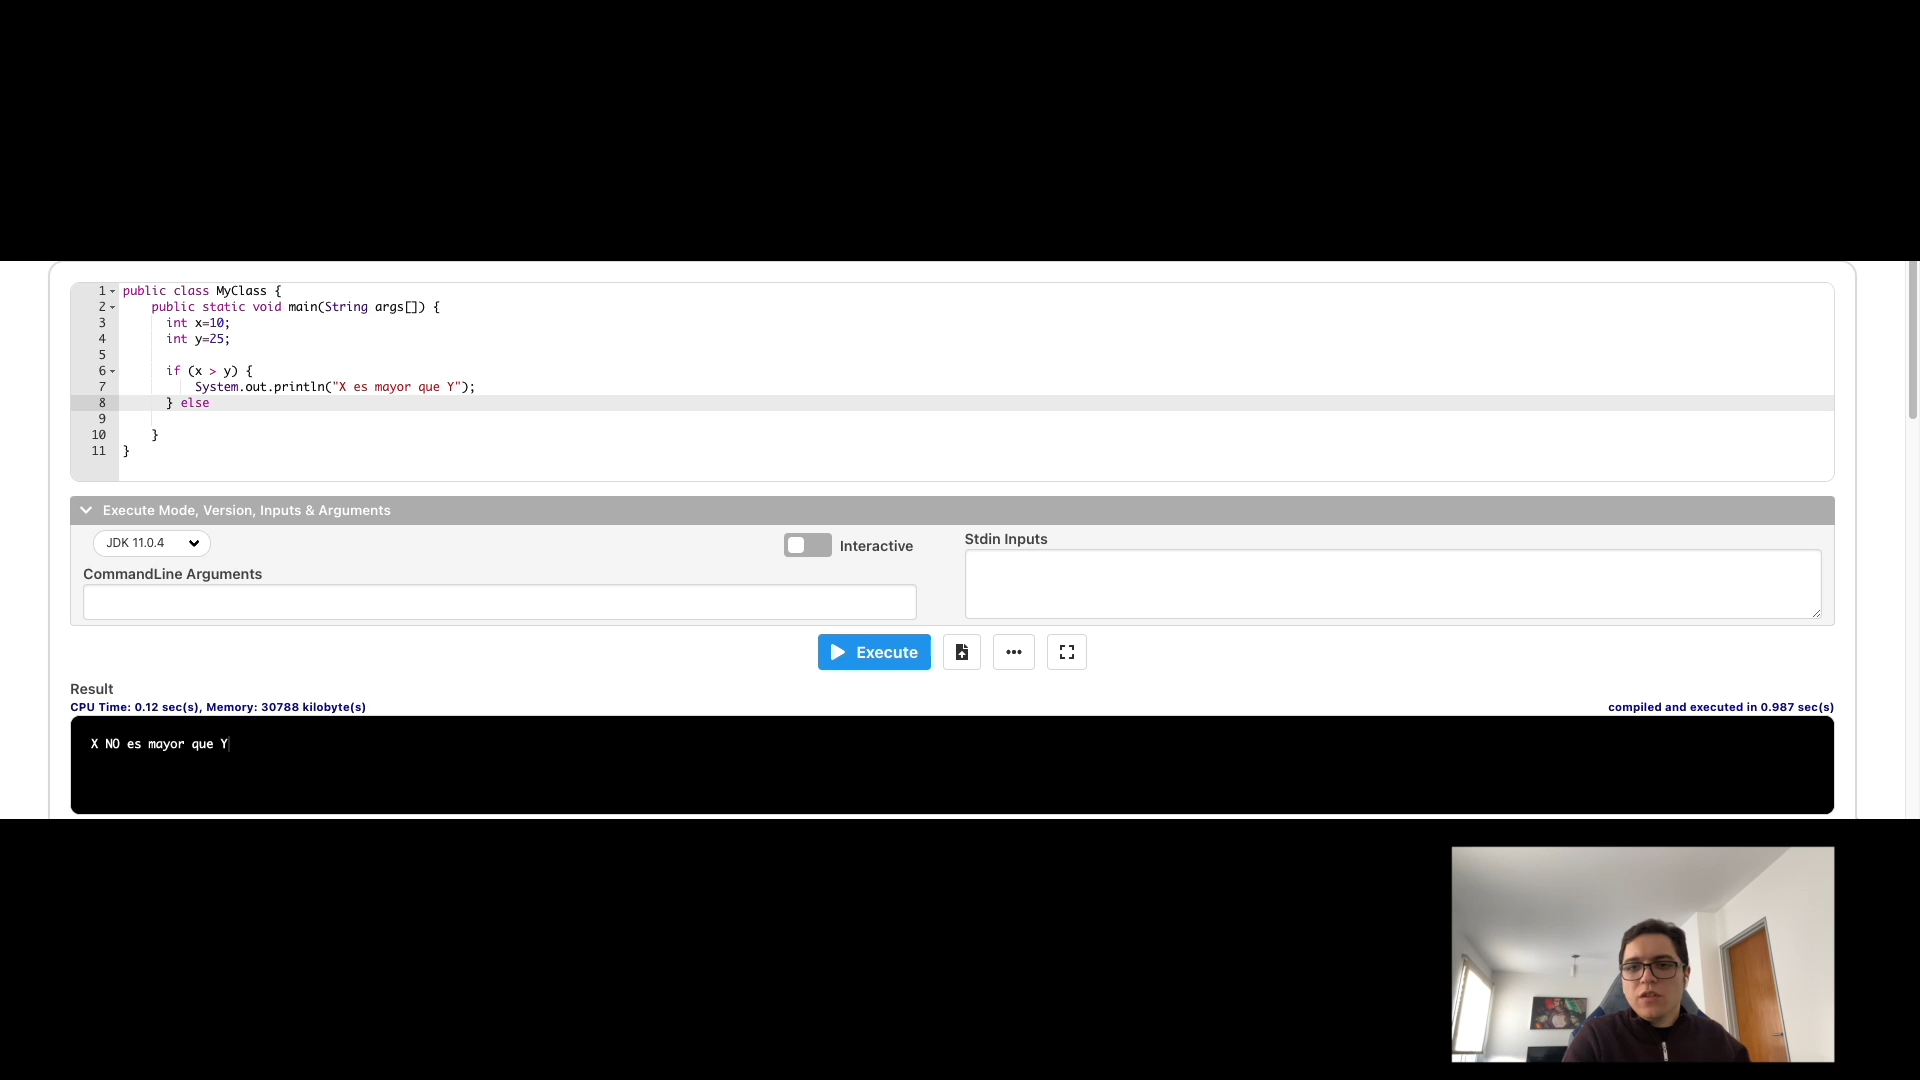 1 public class MyClass {
2 public static void main(String args[]) {
3 int x=10;
4 int y=25;
5
6 if (x > y) {
7 System.out.println("X es mayor que Y");
8 } else
9
10 }
11 }
Execute Mode, Version, Inputs & Arguments
JDK 11.0.4
Interactive
Stdin Inputs
CommandLine Arguments
Execute
Result
CPU Time: 0.12 sec(s), Memory: 30788 kilobyte(s)
compiled and executed in 0.987 sec(s)
X NO es mayor que Y